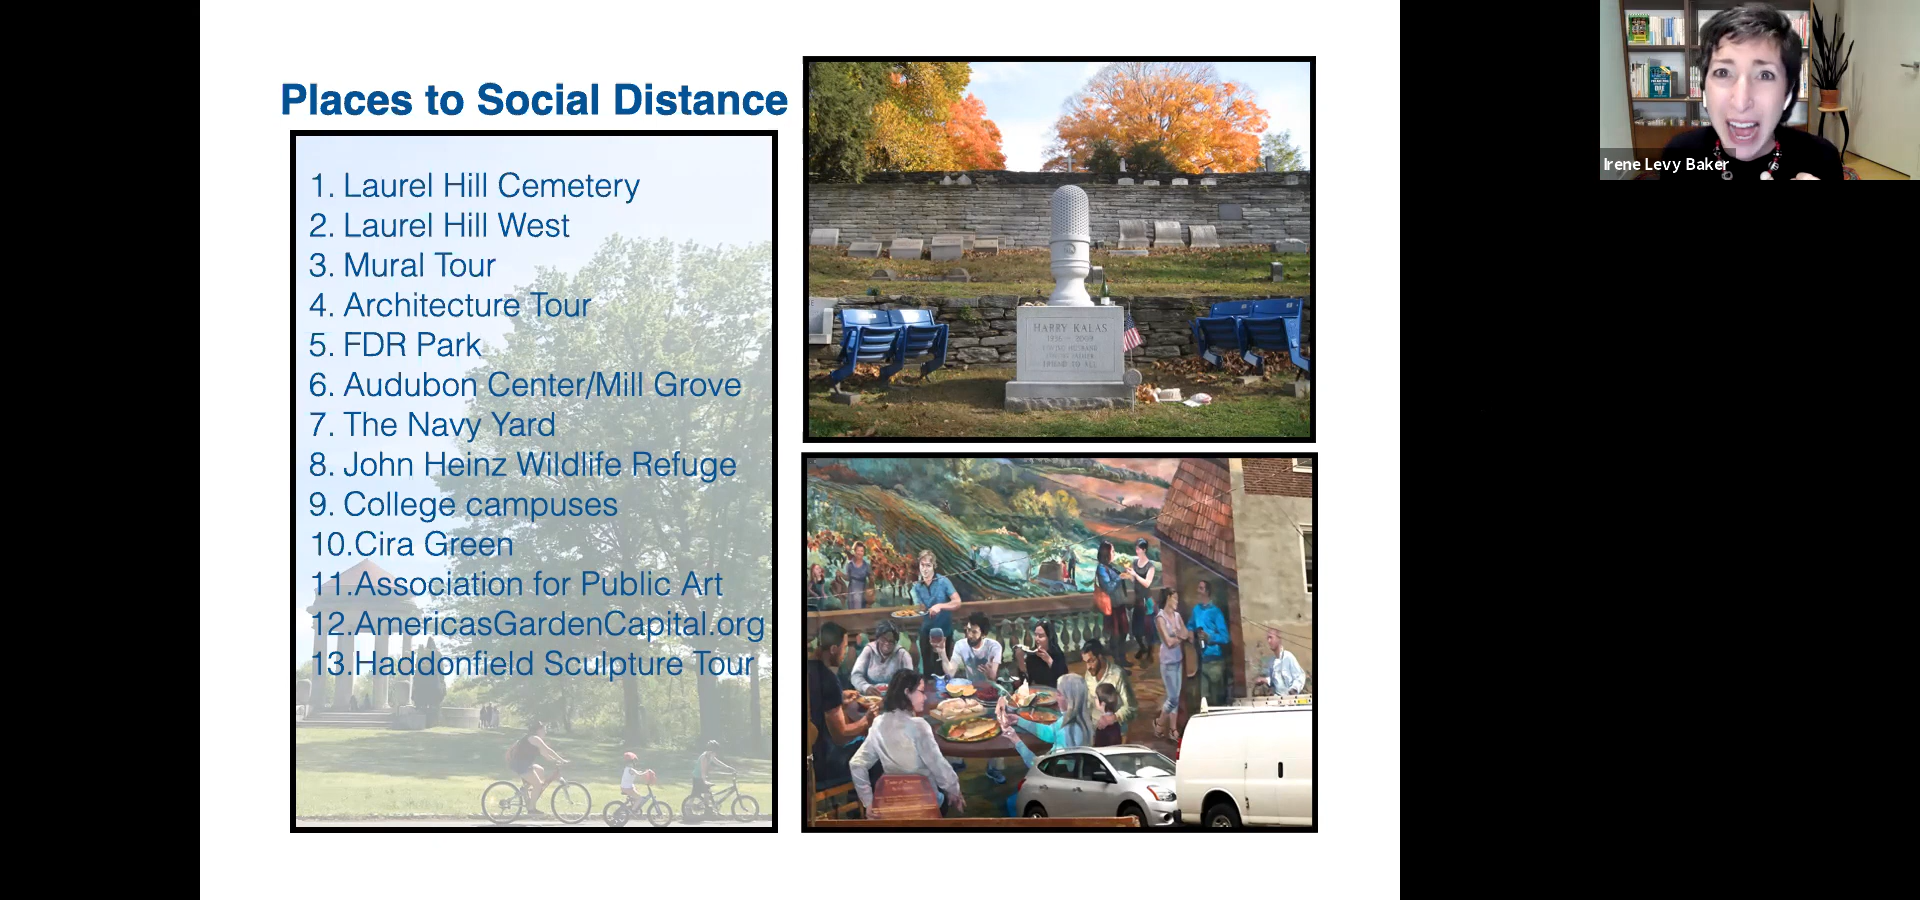 Places to Social Distance
1. Laurel Hill Cemetery
2. Laurel Hill West
3. Mural Tour
4. Architecture Tour
5. FDR Park
6. Audubon Center/Mill Grove
7. The Navy Yard
8. John Heinz Wildlife Refuge
9. College campuses
10.Cira Green
11.Association for Public Art
12.AmericasGardenCapital.org
13.Haddonfield Sculpture Tour
HARRY KALAS
FRIEND TO ALL
Irene Levy Baker